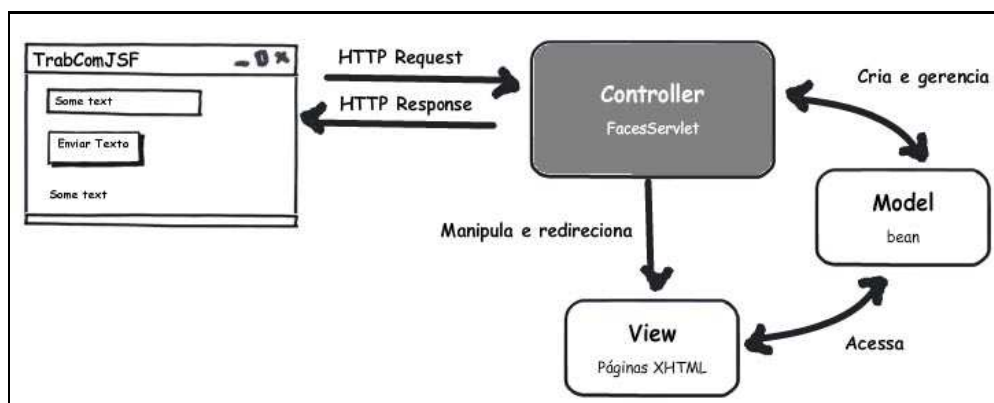 TrabComJSF
Some text
Enviar Texto
Some text
HTTP Request
HTTP Response
Controller
FacesServlet
Cria e gerencia
Model
bean
Manipula e redireciona
View
Páginas XHTML
Acessa